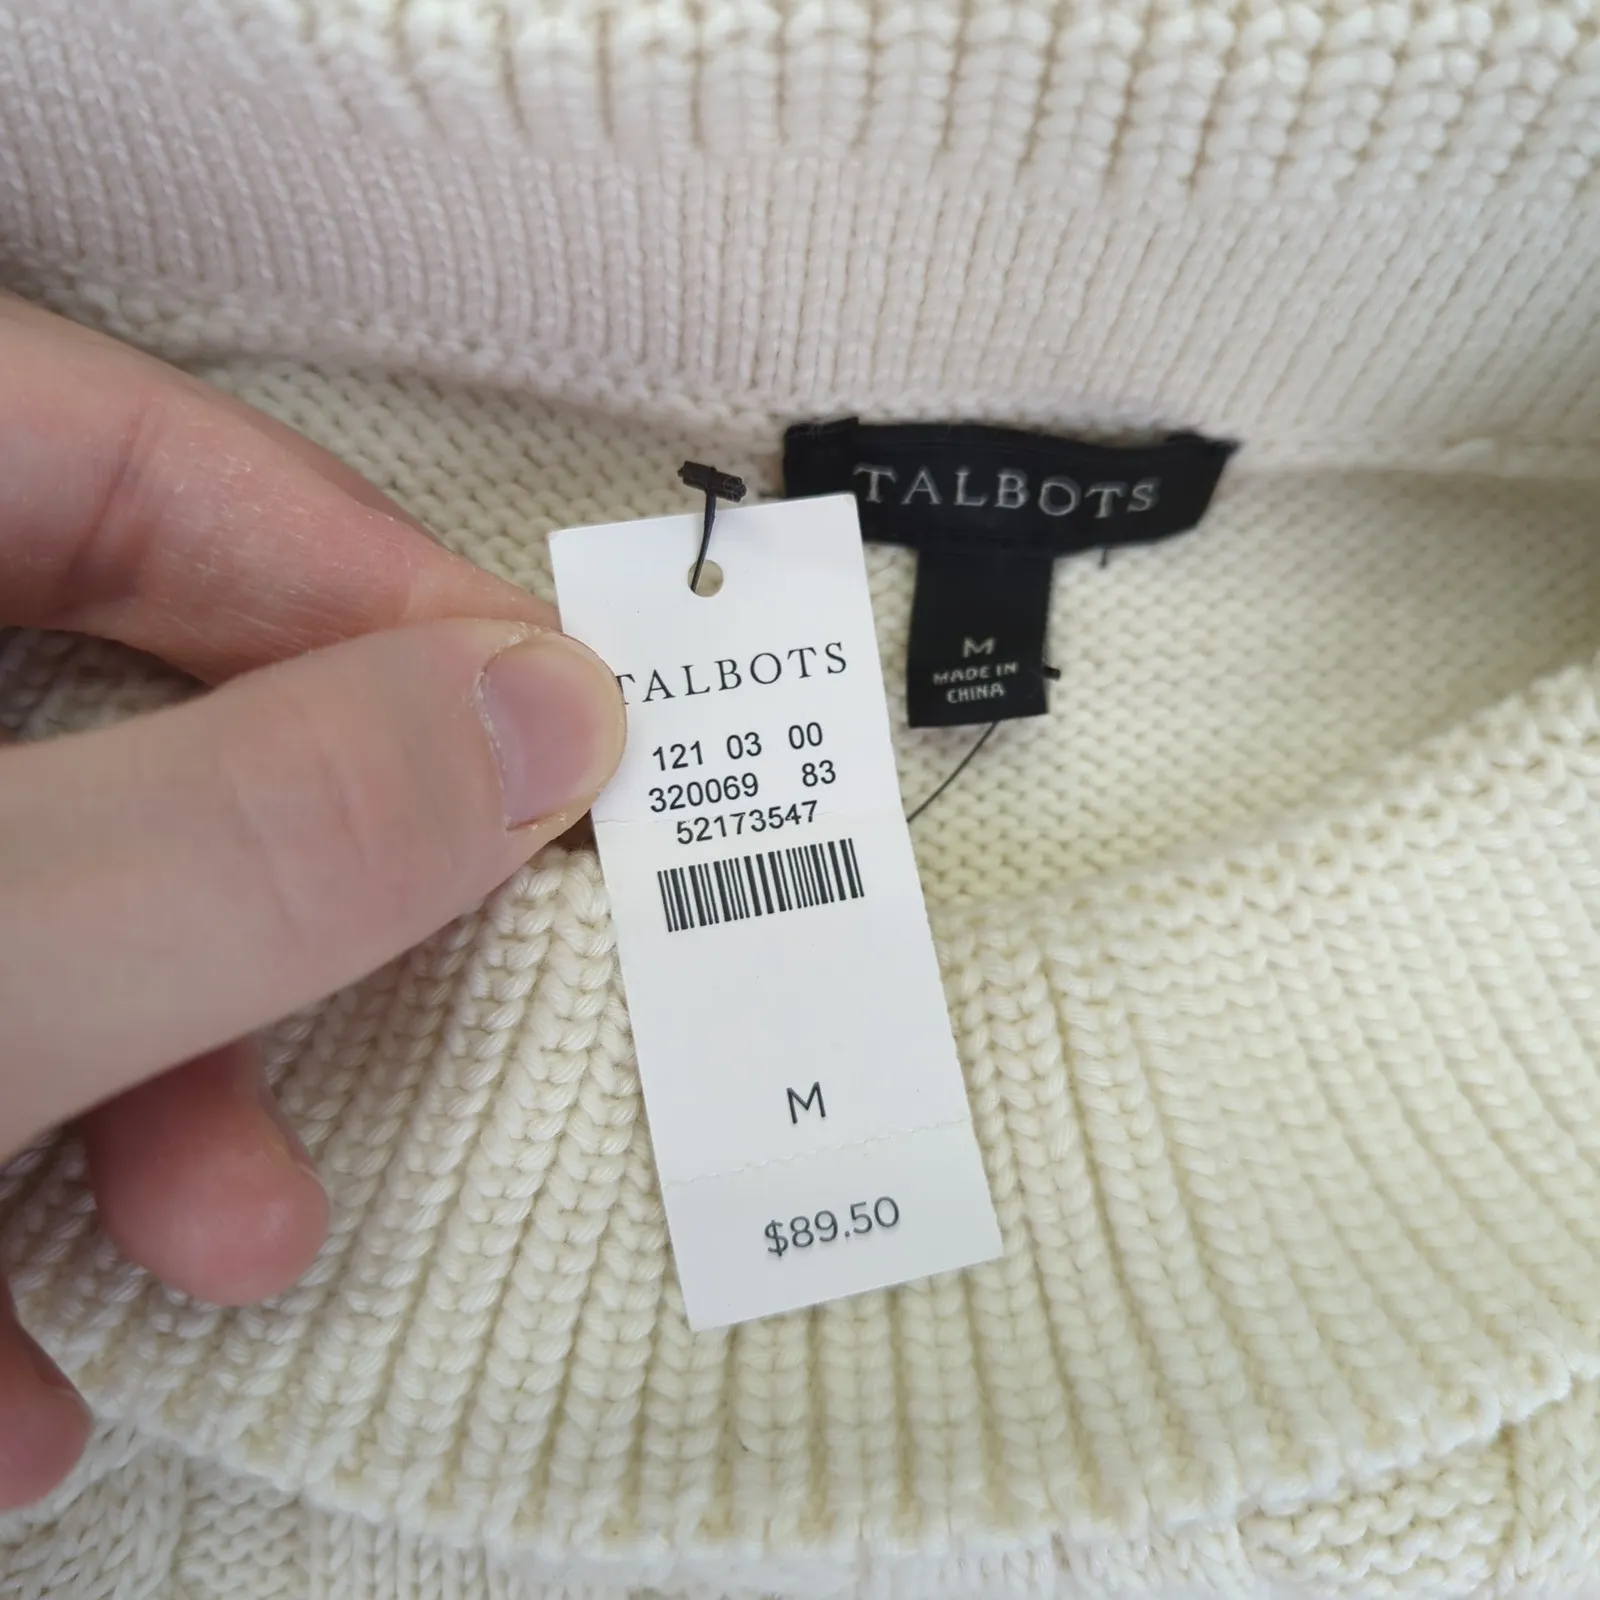 TALBOTS
M
MADE IN
CHINA
TALBOTS
121 03 00
320069 83
52173547
M
$89.50